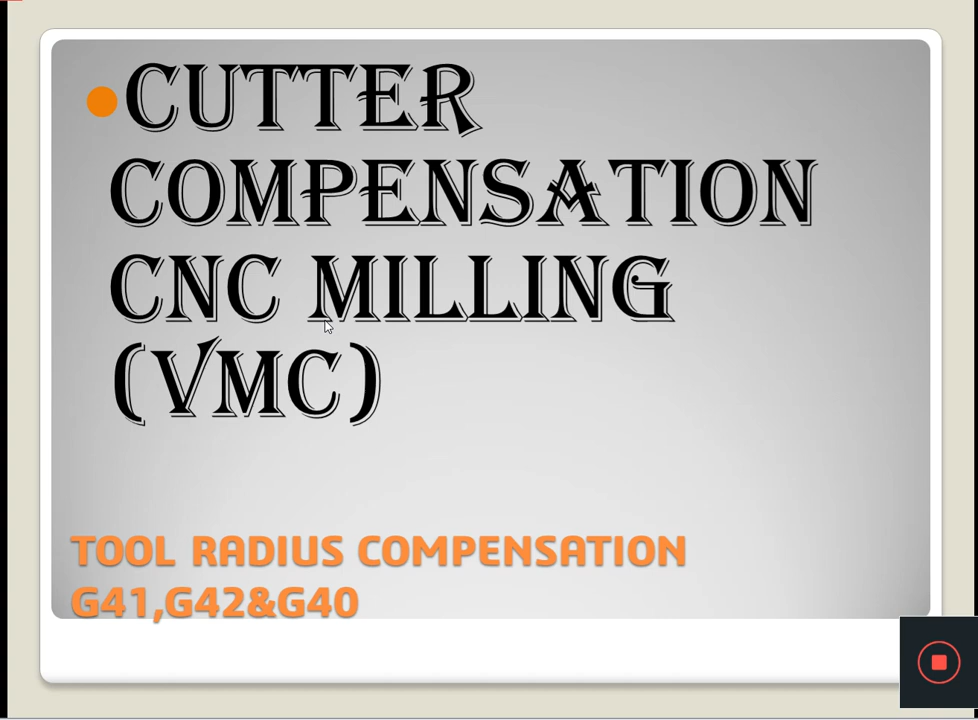 CUTTER
COMPENSATION
CNC MILLING
(VMC)
TOOL RADIUS COMPENSATION
G41,G42&G40